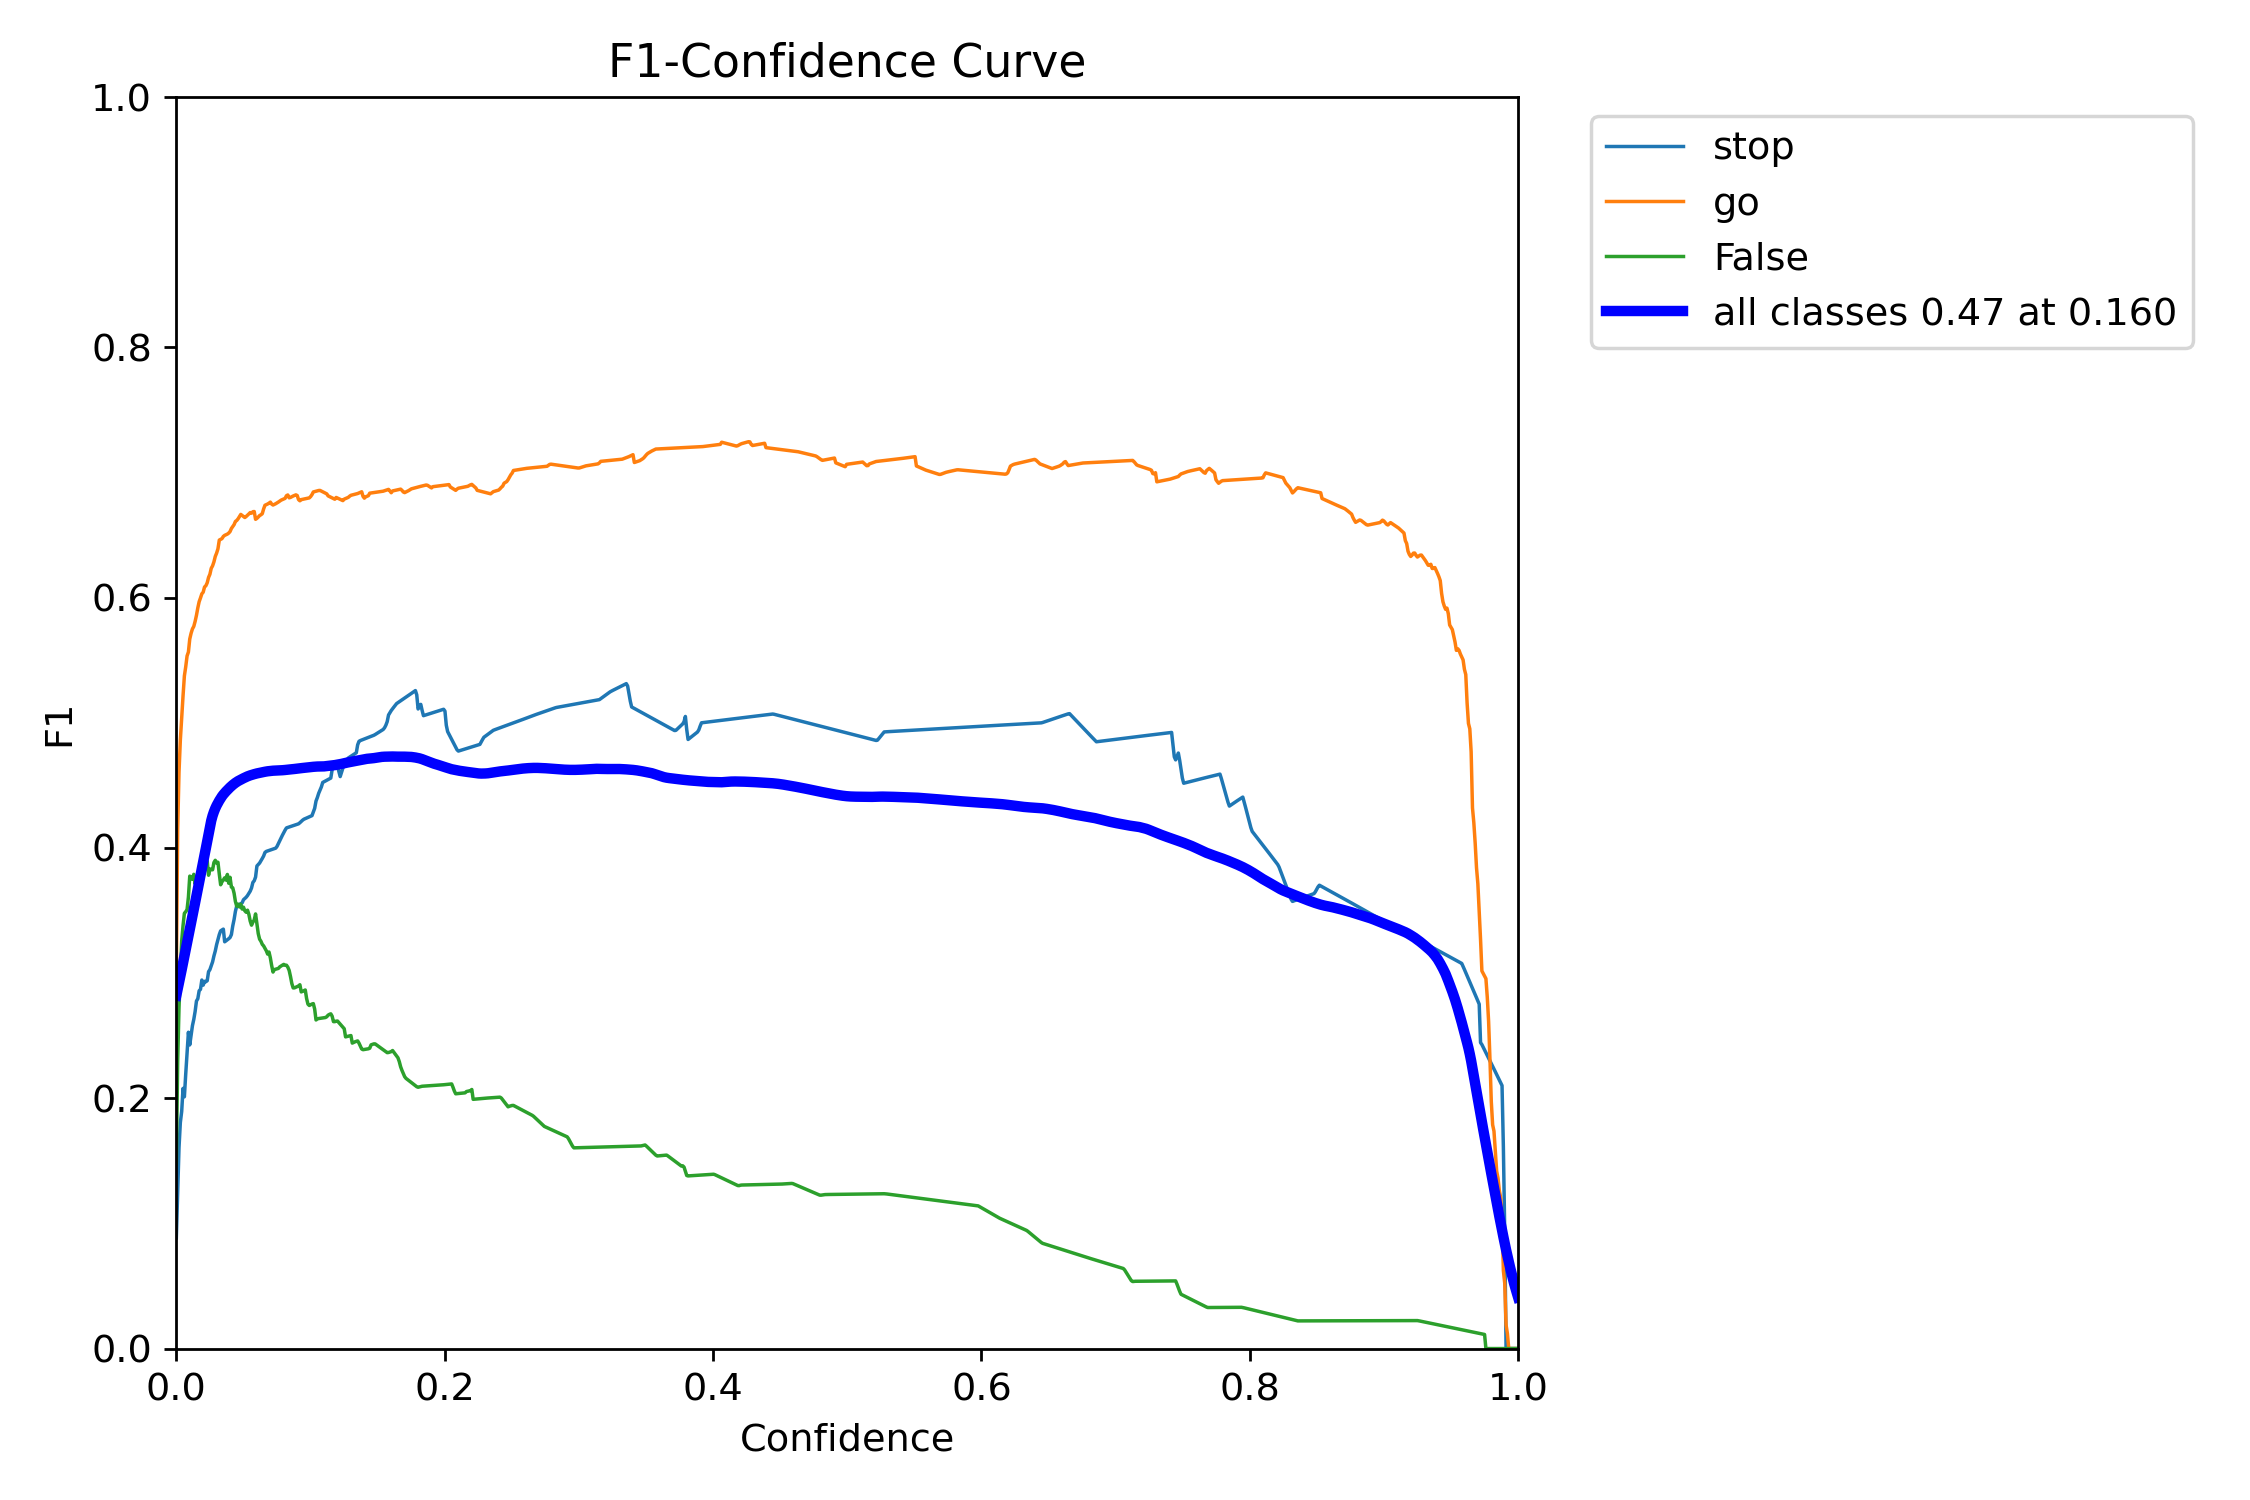 F1-Confidence Curve
1.0
0.8
0.6
0.4
0.2
0.0
F1
0.0 0.2 0.4 0.6 0.8 1.0
Confidence
stop
go
False
all classes 0.47 at 0.160